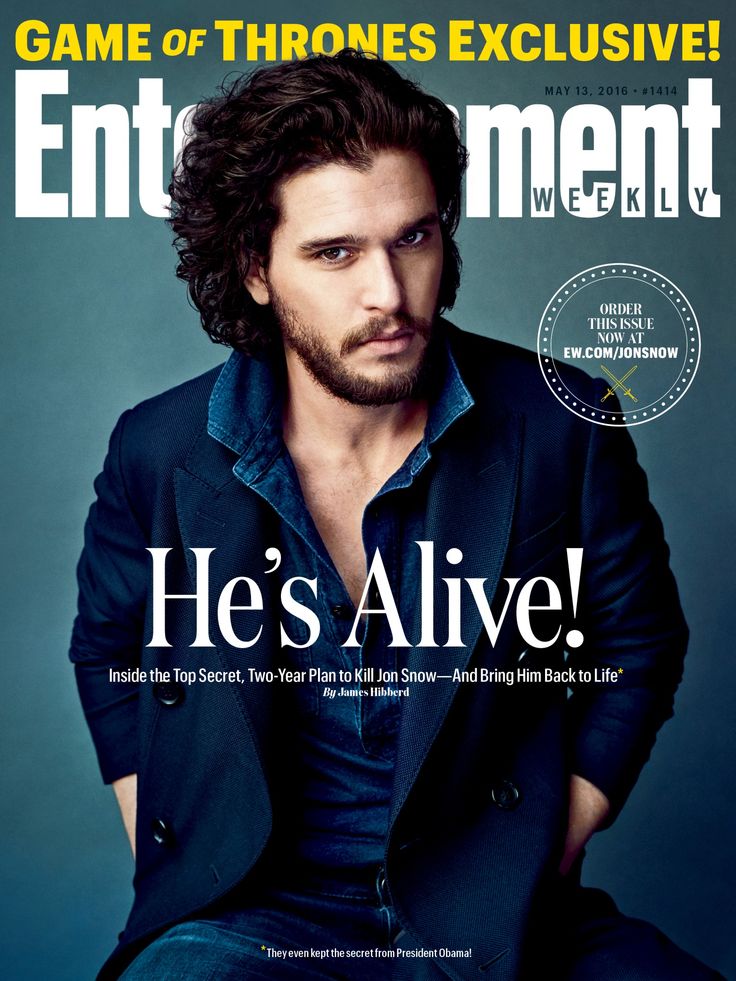 GAME OF THRONES EXCLUSIVE!
MAY 13, 2016 • #1414
Entertainment
WEEKLY
ORDER
THIS ISSUE
NOW AT
EW.COM/JONSNOW
He's Alive!
Inside the Top Secret, Two-Year Plan to Kill Jon Snow—And Bring Him Back to Life*
By James Hibberd
*They even kept the secret from President Obama!